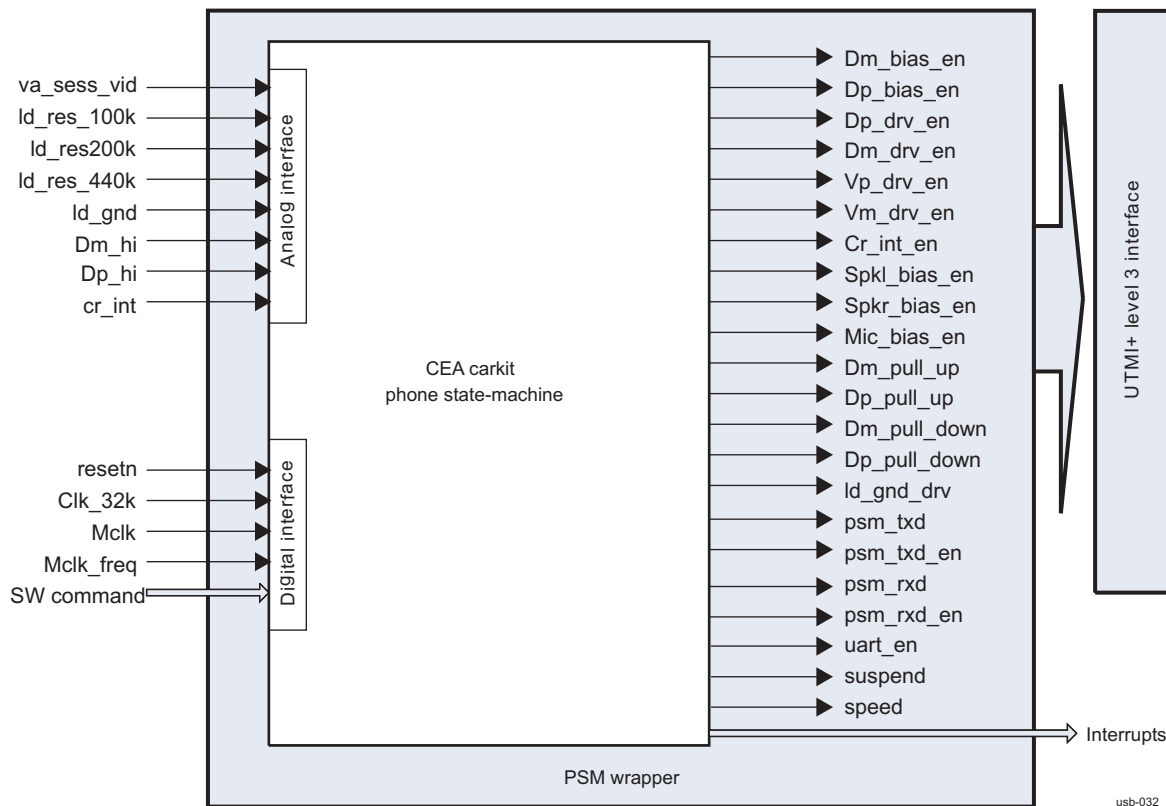 va_sess_vid
Id_res_100k
Id_res200k
Id_res_440k
Id_gnd
Dm_hi
Dp_hi
cr_int
Analog interface
resetn
Clk_32k
Mclk
Mclk_freq
SW command
Digital interface
CEA carkit
phone state-machine
Dm_bias_en
Dp_bias_en
Dp_drv_en
Dm_drv_en
Vp_drv_en
Vm_drv_en
Cr_int_en
Spkl_bias_en
Spkr_bias_en
Mic_bias_en
Dm_pull_up
Dp_pull_up
Dm_pull_down
Dp_pull_down
Id_gnd_drv
psm_txd
psm_txd_en
psm_rxd
psm_rxd_en
uart_en
suspend
speed
Interrupts
UTMI+ level 3 interface
PSM wrapper
usb-032